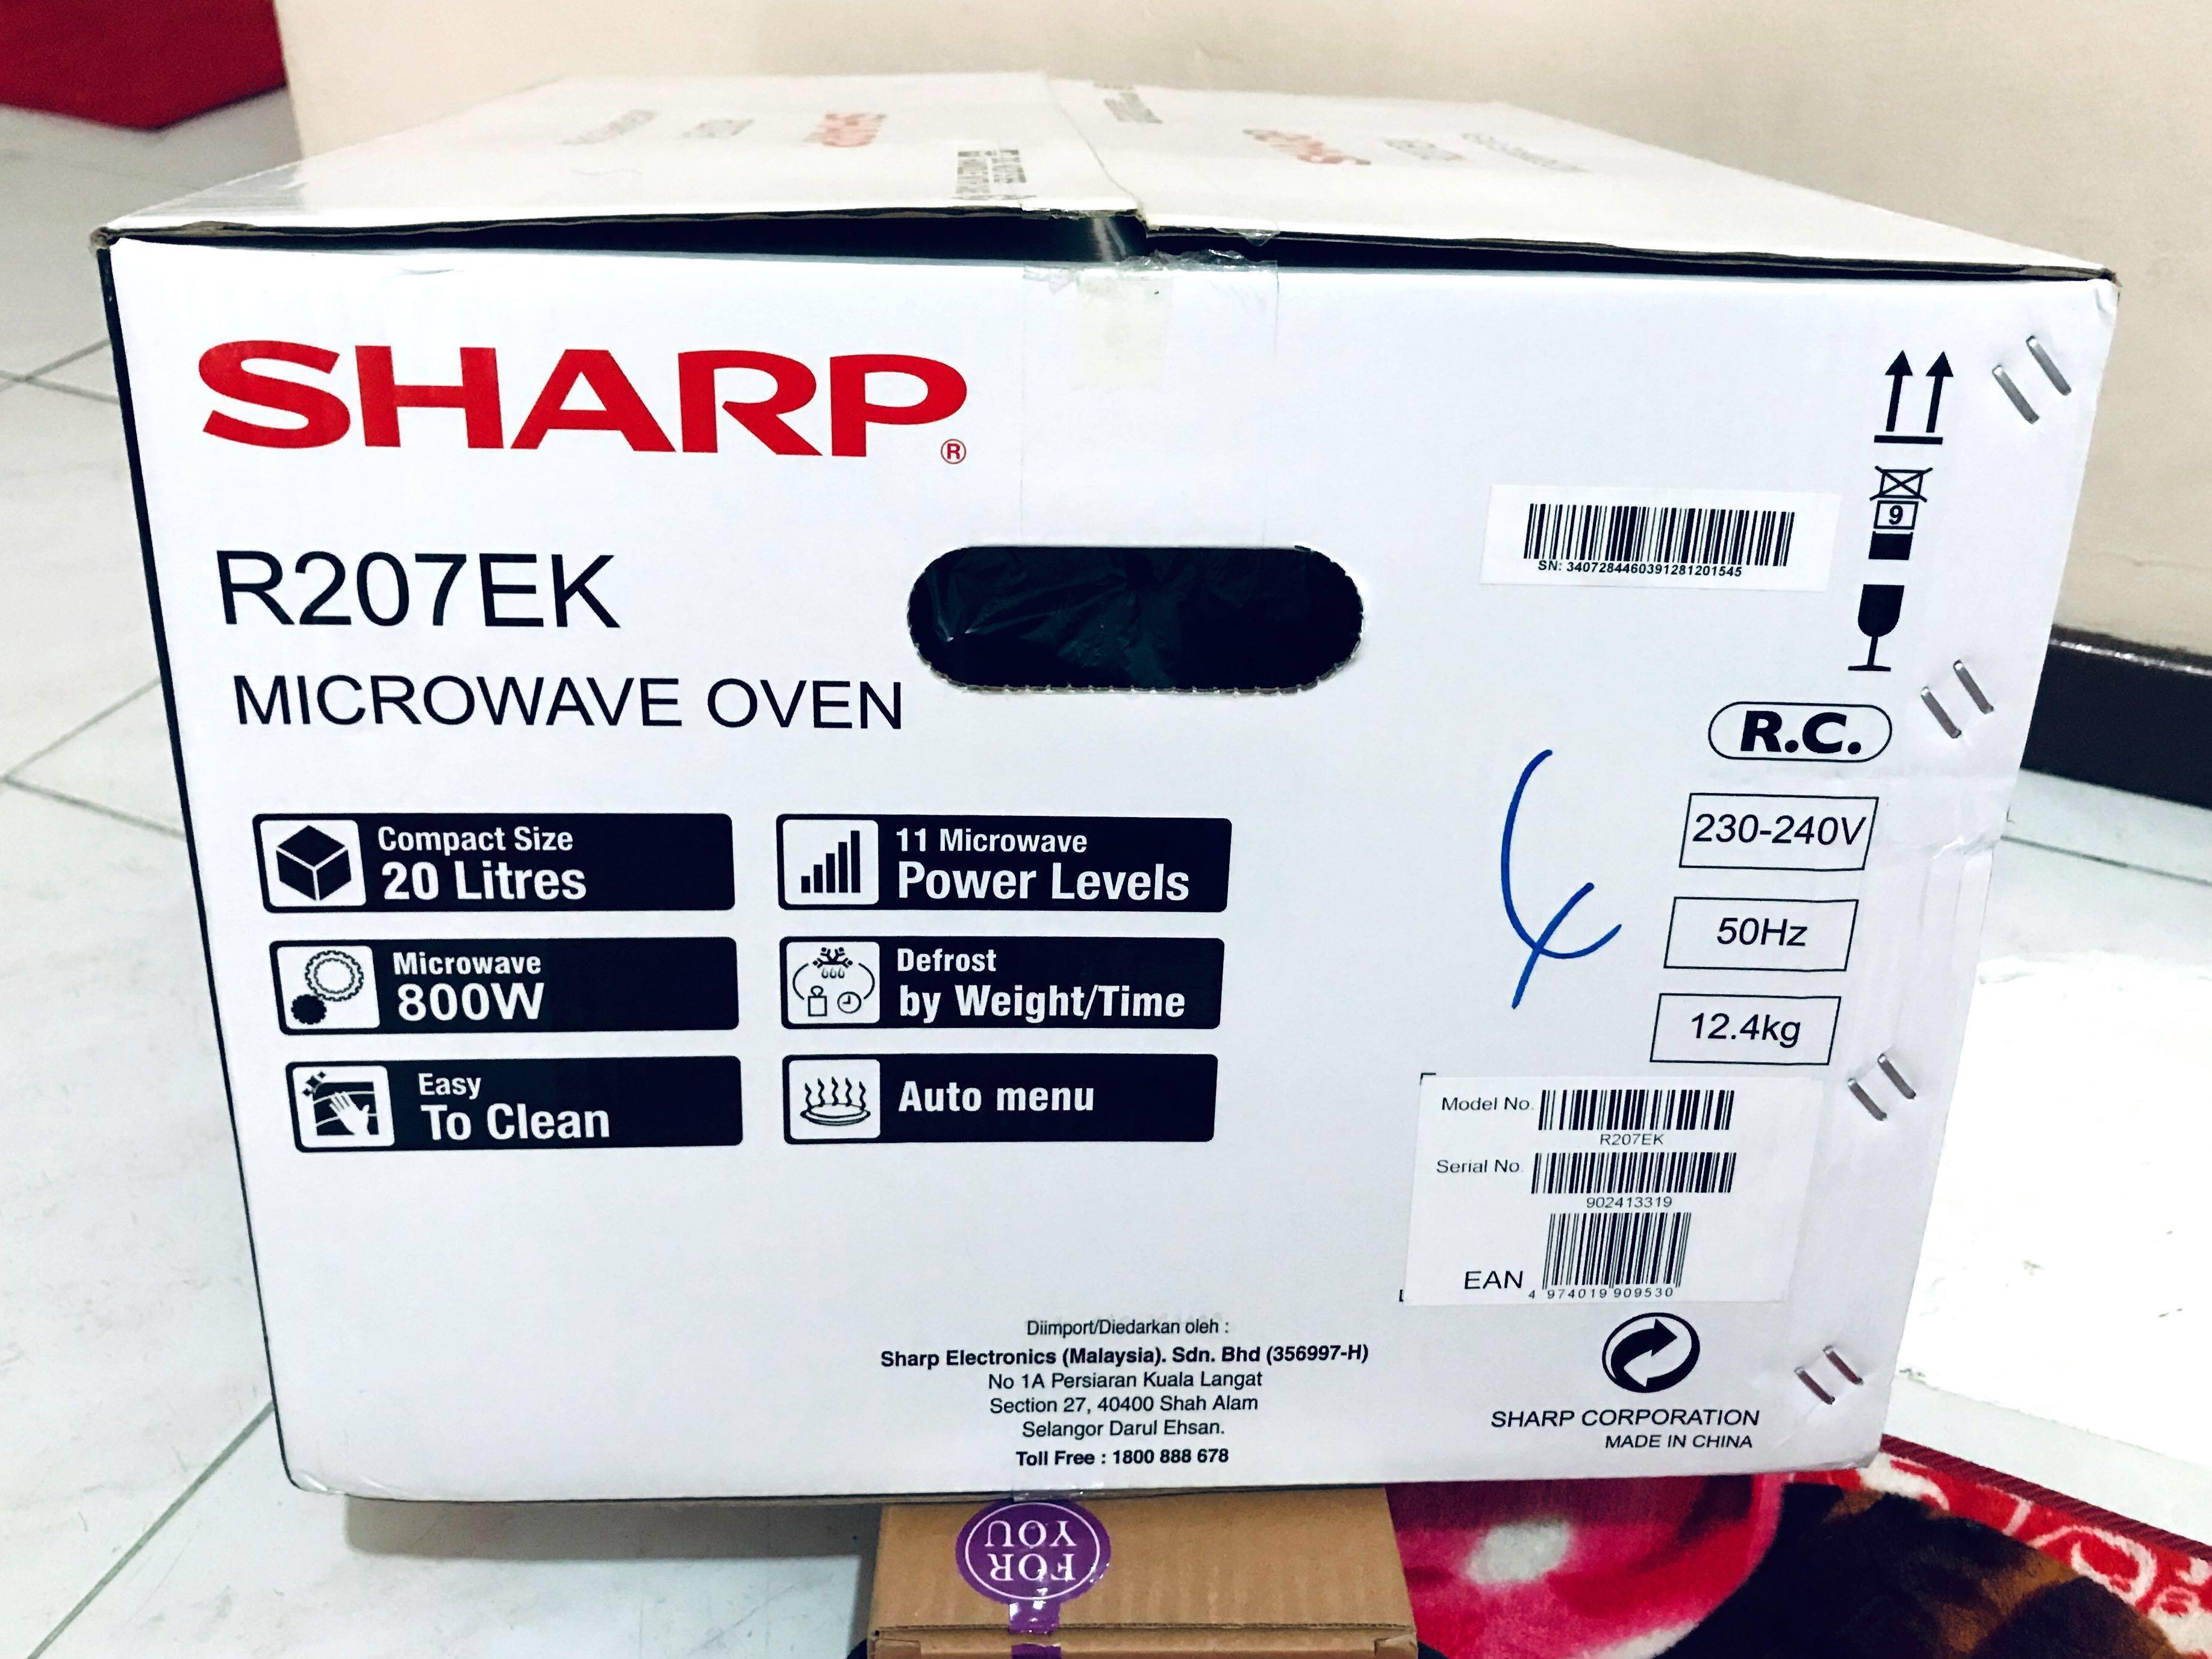 SHARP®
R207EK
MICROWAVE OVEN
Compact Size
20 Litres
11 Microwave
Power Levels
Microwave
800W
Defrost
by Weight/Time
Easy
To Clean
Auto menu
SN: 3407284460391281201545
9
R.C.
230-240V
50Hz
12.4kg
Model No.
R207EK
Serial No.
902413319
EAN
4 974019 909530
Diimport/Diedarkan oleh :
Sharp Electronics (Malaysia). Sdn. Bhd (356997-H)
No 1A Persiaran Kuala Langat
Section 27, 40400 Shah Alam
Selangor Darul Ehsan.
Toll Free : 1800 888 678
SHARP CORPORATION
MADE IN CHINA
FOR
YOU